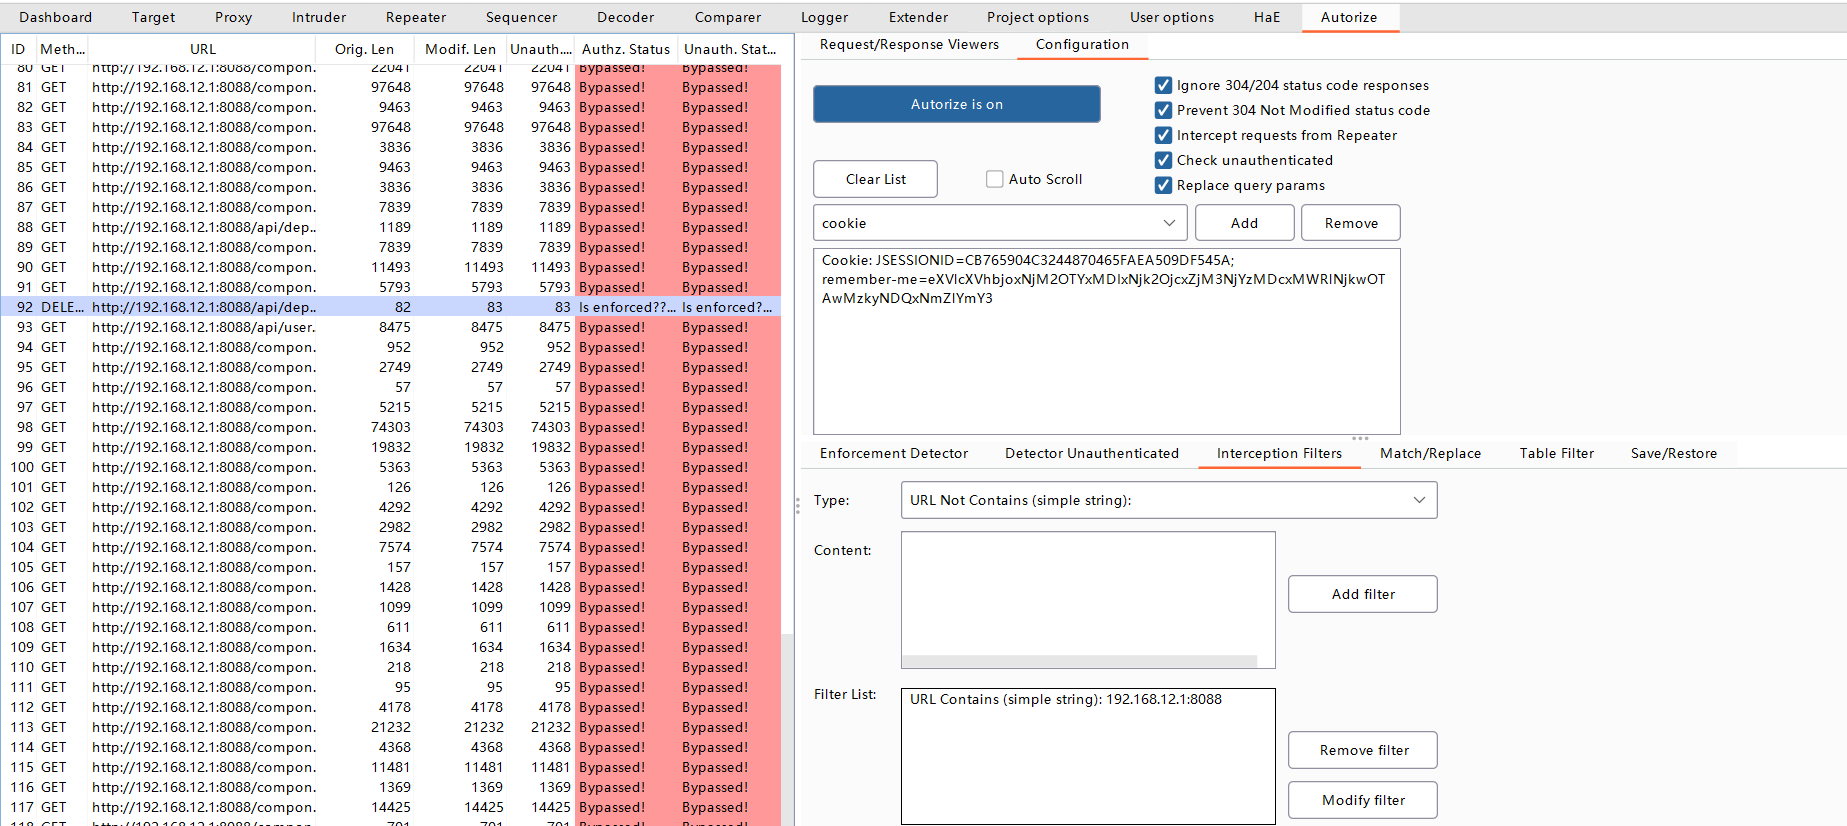 Dashboard Target Proxy Intruder Repeater Sequencer Decoder Comparer Logger Extender Project options User options HaE Autorize
ID Meth... URL Orig. Len Modif. Len Unauth.... Authz. Status Unauth. Stat...
80 GET http://192.168.12.1:8088/compon. 22041 22041 22041 Bypassed! Bypassed!
81 GET http://192.168.12.1:8088/compon. 97648 97648 97648 Bypassed! Bypassed!
82 GET http://192.168.12.1:8088/compon. 9463 9463 9463 Bypassed! Bypassed!
83 GET http://192.168.12.1:8088/compon. 97648 97648 97648 Bypassed! Bypassed!
84 GET http://192.168.12.1:8088/compon. 3836 3836 3836 Bypassed! Bypassed!
85 GET http://192.168.12.1:8088/compon. 9463 9463 9463 Bypassed! Bypassed!
86 GET http://192.168.12.1:8088/compon. 3836 3836 3836 Bypassed! Bypassed!
87 GET http://192.168.12.1:8088/compon. 7839 7839 7839 Bypassed! Bypassed!
88 GET http://192.168.12.1:8088/api/dep.. 1189 1189 1189 Bypassed! Bypassed!
89 GET http://192.168.12.1:8088/compon. 7839 7839 7839 Bypassed! Bypassed!
90 GET http://192.168.12.1:8088/compon. 11493 11493 11493 Bypassed! Bypassed!
91 GET http://192.168.12.1:8088/compon. 5793 5793 5793 Bypassed! Bypassed!
92 DELE... http://192.168.12.1:8088/api/dep.. 82 83 83 Is enforced??... Is enforced?...
93 GET http://192.168.12.1:8088/api/user. 8475 8475 8475 Bypassed! Bypassed!
94 GET http://192.168.12.1:8088/compon. 952 952 952 Bypassed! Bypassed!
95 GET http://192.168.12.1:8088/compon. 2749 2749 2749 Bypassed! Bypassed!
96 GET http://192.168.12.1:8088/compon. 57 57 57 Bypassed! Bypassed!
97 GET http://192.168.12.1:8088/compon. 5215 5215 5215 Bypassed! Bypassed!
98 GET http://192.168.12.1:8088/compon. 74303 74303 74303 Bypassed! Bypassed!
99 GET http://192.168.12.1:8088/compon. 19832 19832 19832 Bypassed! Bypassed!
100 GET http://192.168.12.1:8088/compon. 5363 5363 5363 Bypassed! Bypassed!
101 GET http://192.168.12.1:8088/compon. 126 126 126 Bypassed! Bypassed!
102 GET http://192.168.12.1:8088/compon. 4292 4292 4292 Bypassed! Bypassed!
103 GET http://192.168.12.1:8088/compon. 2982 2982 2982 Bypassed! Bypassed!
104 GET http://192.168.12.1:8088/compon. 7574 7574 7574 Bypassed! Bypassed!
105 GET http://192.168.12.1:8088/compon. 157 157 157 Bypassed! Bypassed!
106 GET http://192.168.12.1:8088/compon. 1428 1428 1428 Bypassed! Bypassed!
107 GET http://192.168.12.1:8088/compon. 1099 1099 1099 Bypassed! Bypassed!
108 GET http://192.168.12.1:8088/compon. 611 611 611 Bypassed! Bypassed!
109 GET http://192.168.12.1:8088/compon. 1634 1634 1634 Bypassed! Bypassed!
110 GET http://192.168.12.1:8088/compon. 218 218 218 Bypassed! Bypassed!
111 GET http://192.168.12.1:8088/compon. 95 95 95 Bypassed! Bypassed!
112 GET http://192.168.12.1:8088/compon. 4178 4178 4178 Bypassed! Bypassed!
113 GET http://192.168.12.1:8088/compon. 21232 21232 21232 Bypassed! Bypassed!
114 GET http://192.168.12.1:8088/compon. 4368 4368 4368 Bypassed! Bypassed!
115 GET http://192.168.12.1:8088/compon. 11481 11481 11481 Bypassed! Bypassed!
116 GET http://192.168.12.1:8088/compon. 1369 1369 1369 Bypassed! Bypassed!
117 GET http://192.168.12.1:8088/compon. 14425 14425 14425 Bypassed! Bypassed!
Request/Response Viewers Configuration
Autorize is on
Ignore 304/204 status code responses
Prevent 304 Not Modified status code
Intercept requests from Repeater
Check unauthenticated
Replace query params
Clear List Auto Scroll
cookie Add Remove
Cookie: JSESSIONID=CB765904C3244870465FAEA509DF545A;
remember-me=eXVlcXVhbjoxNjM2OTYxMDIxNjk2OjcxZjM3NjYzMDcxMWRlNjkwOT
AwMzkyNDQxNmZlYmY3
Enforcement Detector Detector Unauthenticated Interception Filters Match/Replace Table Filter Save/Restore
Type: URL Not Contains (simple string):
Content:
Add filter
Filter List: URL Contains (simple string): 192.168.12.1:8088
Remove filter
Modify filter